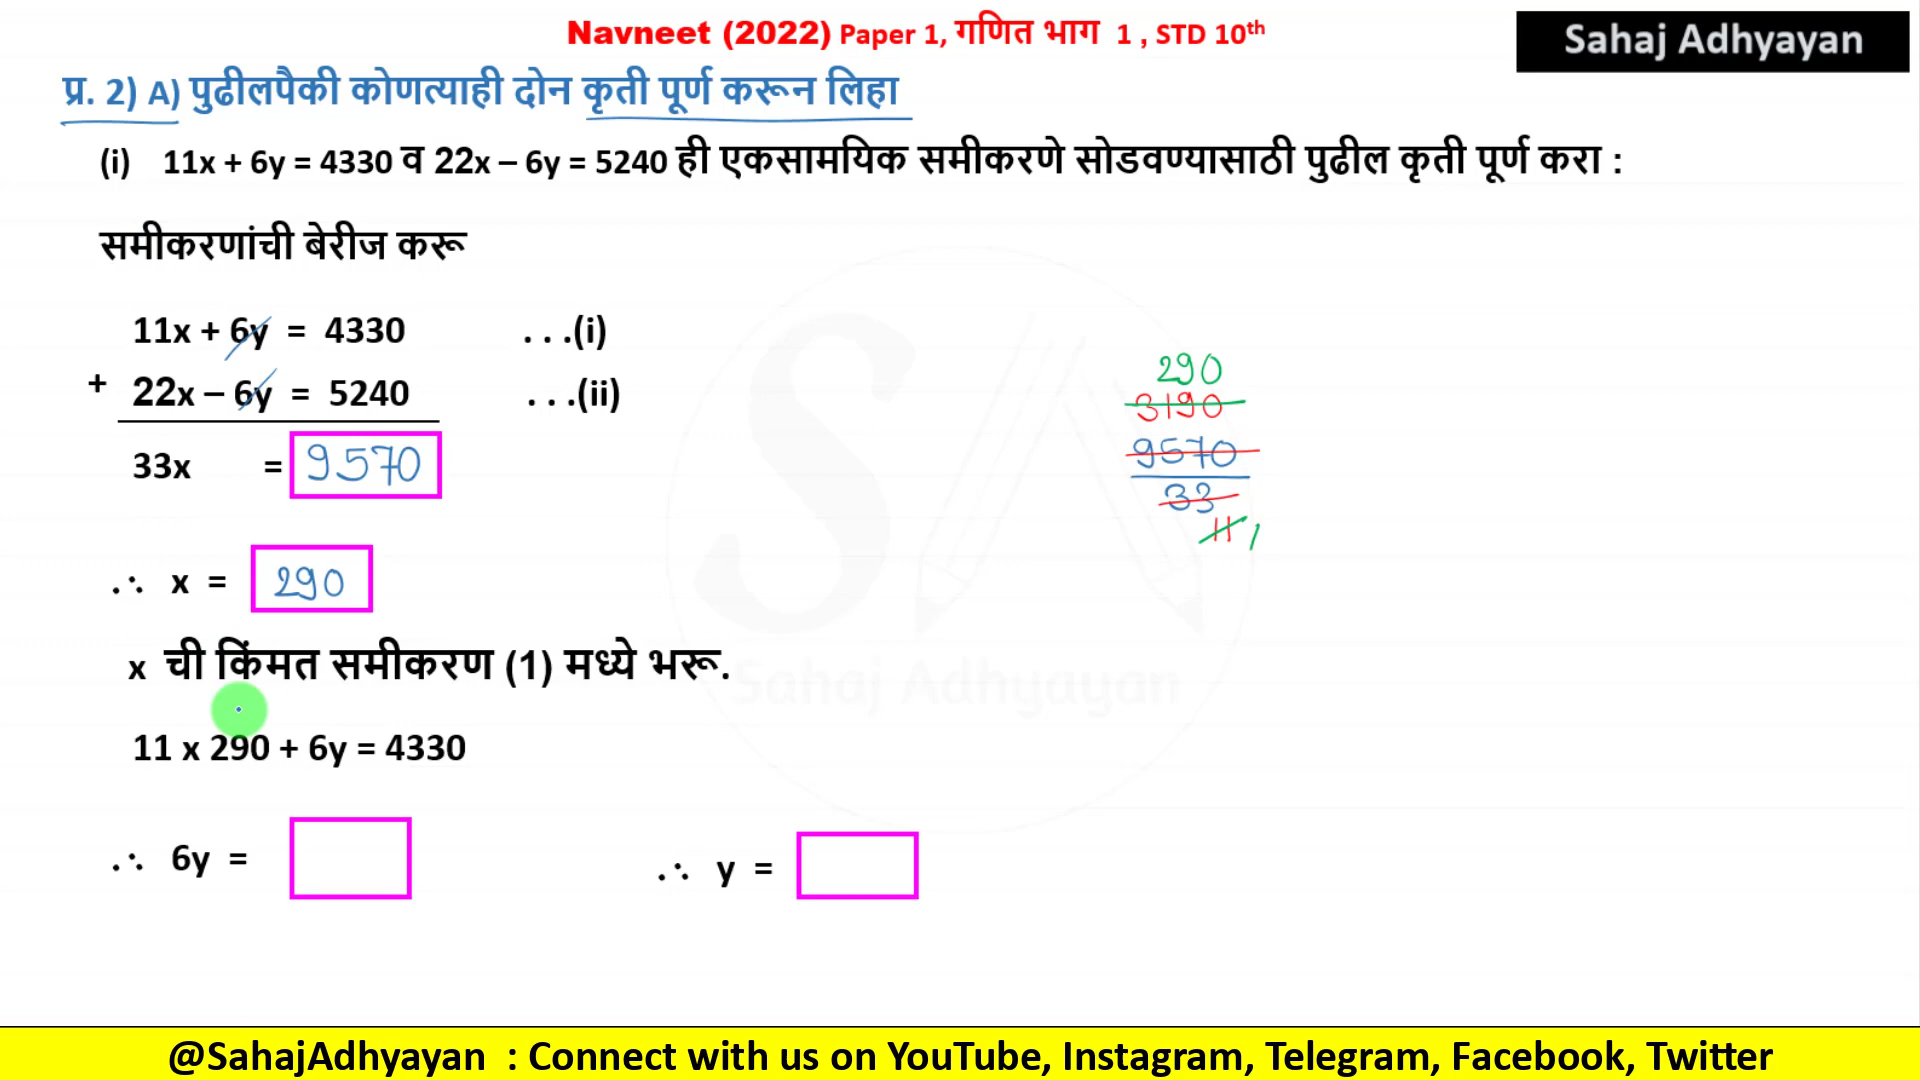 Navneet (2022) Paper 1, गणित भाग 1 , STD 10th
Sahaj Adhyayan
प्र. 2) A) पुढीलपैकी कोणत्याही दोन कृती पूर्ण करून लिहा
(i) 11x + 6y = 4330 व 22x – 6y = 5240 ही एकसामयिक समीकरणे सोडवण्यासाठी पुढील कृती पूर्ण करा :
समीकरणांची बेरीज करू
11x + 6y = 4330 . . .(i)
+ 22x – 6y = 5240 . . .(ii)
33x = 9570
290
3190
9570
33
11 1
∴ x = 290
x ची किंमत समीकरण (1) मध्ये भरू.
Sahaj Adhyayan
11 x 290 + 6y = 4330
∴ 6y =
∴ y =
@SahajAdhyayan : Connect with us on YouTube, Instagram, Telegram, Facebook, Twitter